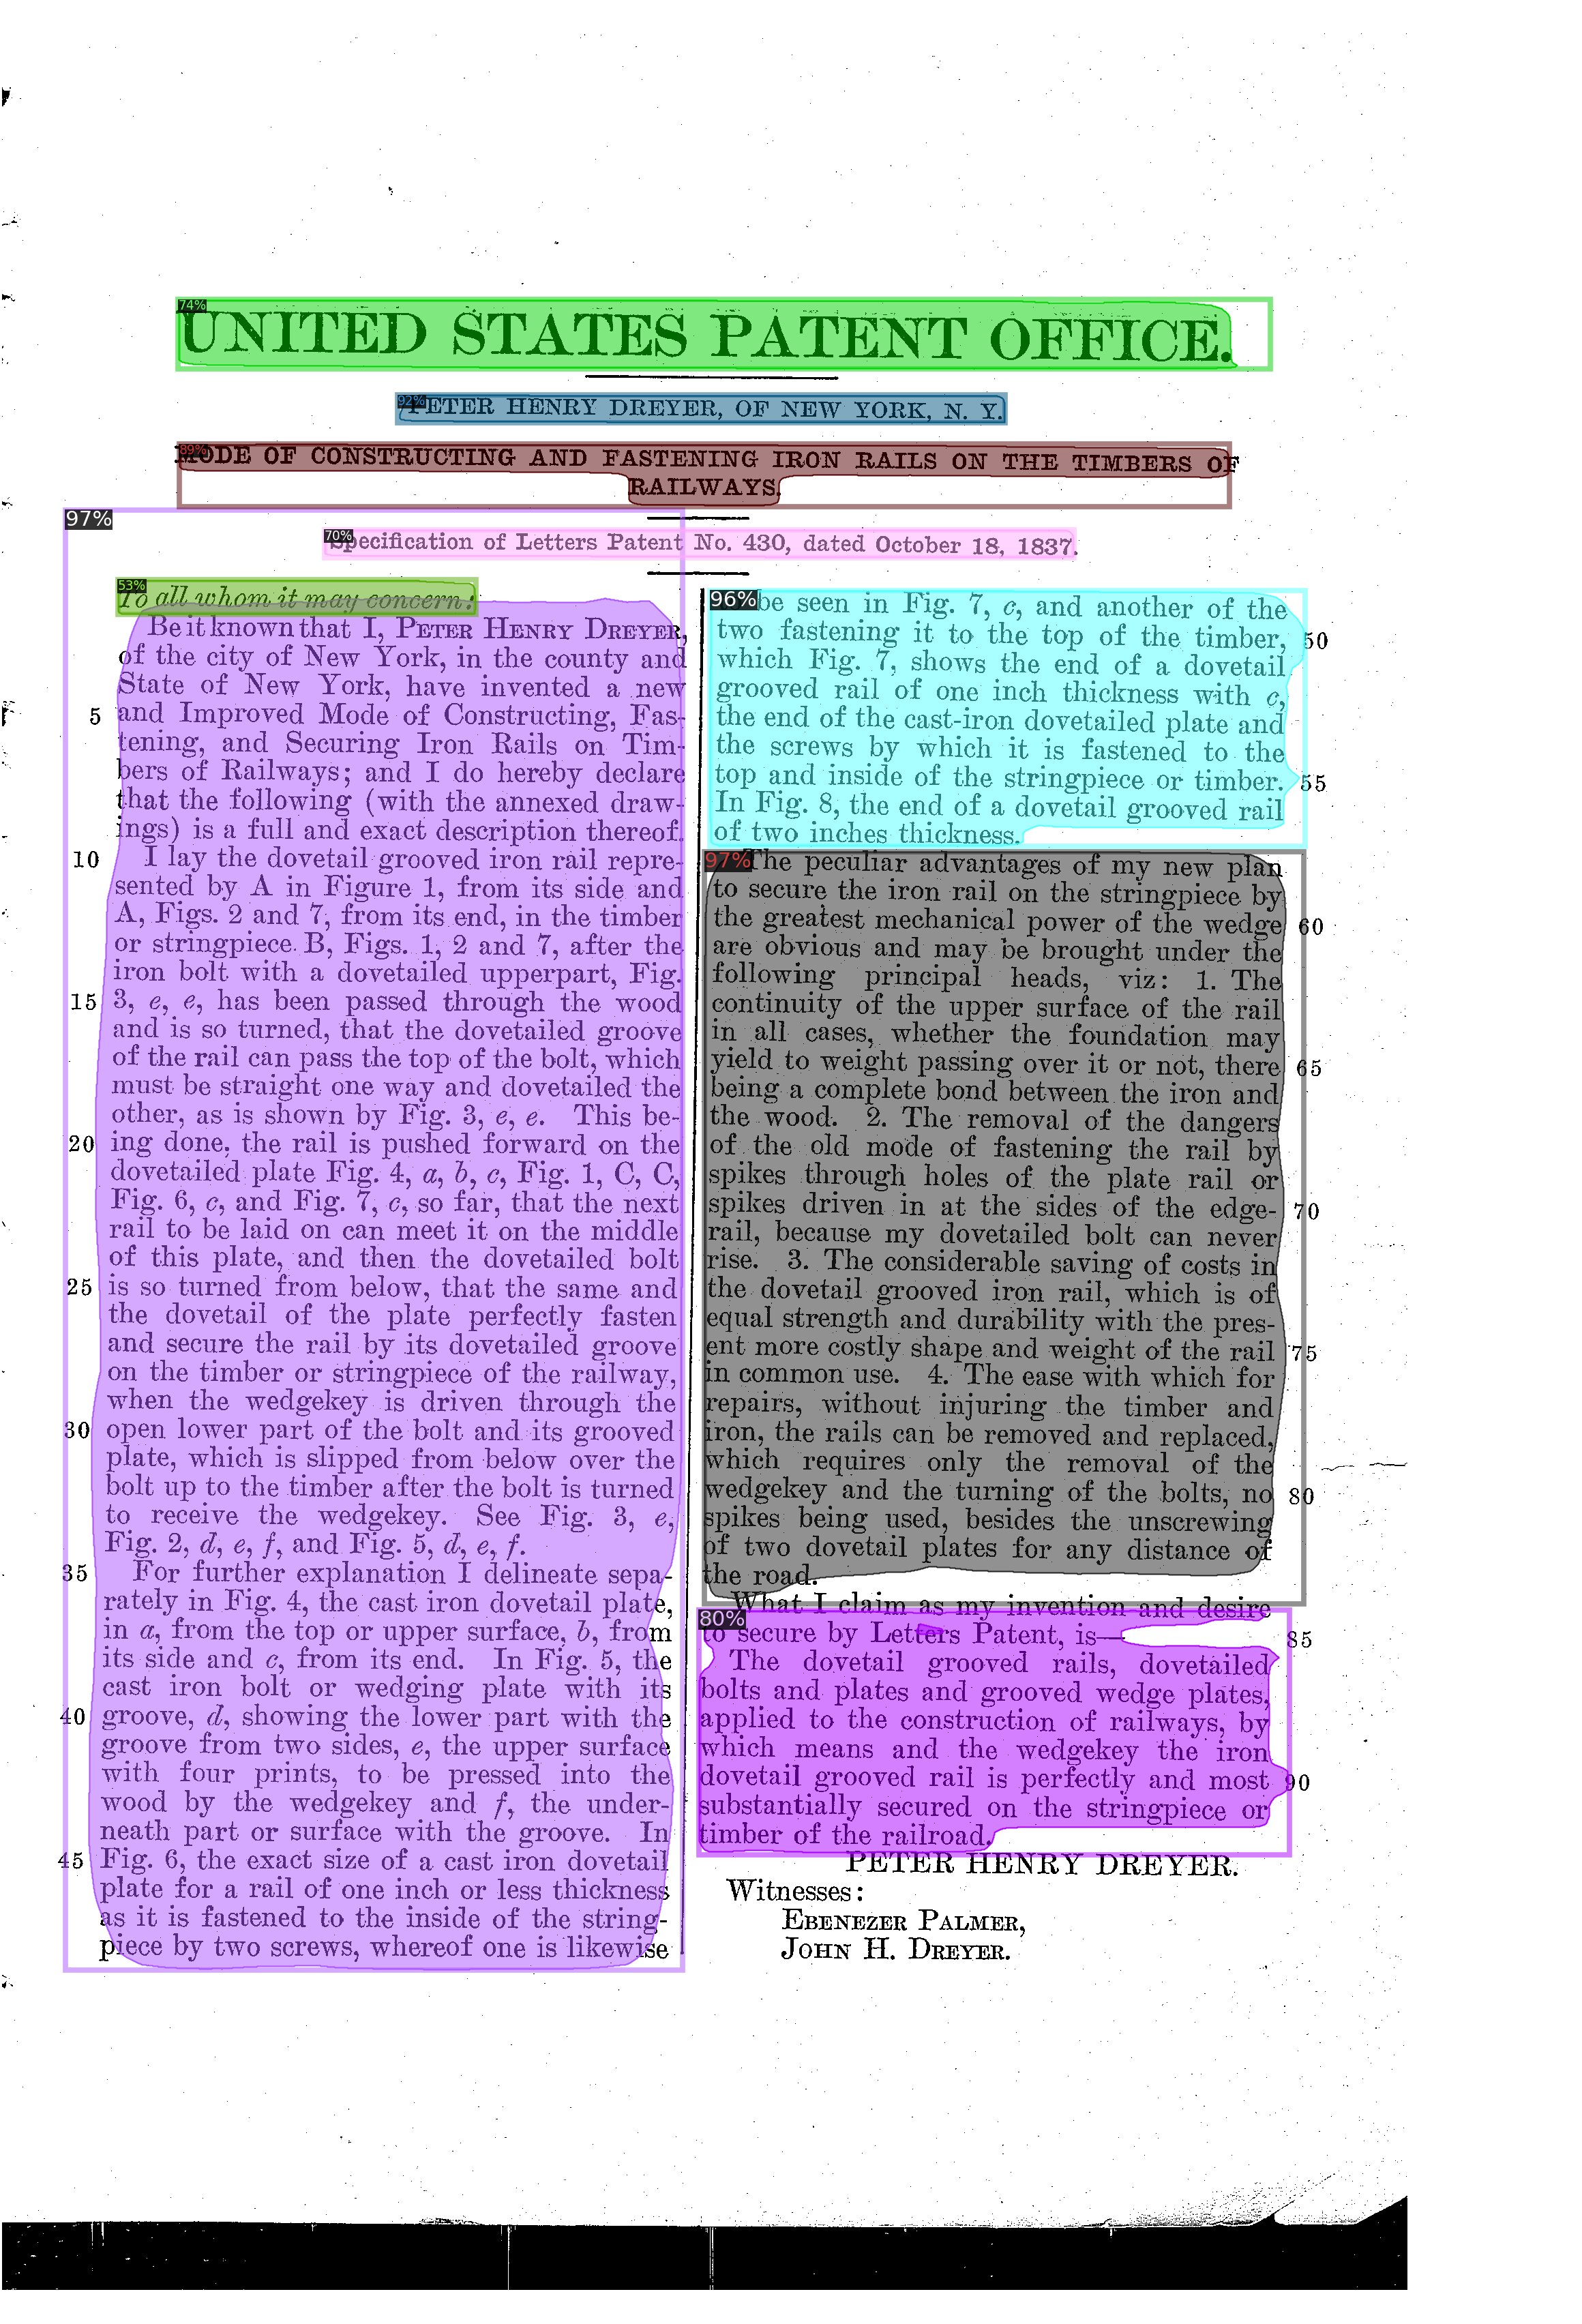 UNITED STATES PATENT OFFICE.
PETER HENRY DREYER, OF NEW YORK, N. Y.
MODE OF CONSTRUCTING AND FASTENING IRON RAILS ON THE TIMBERS OF
RAILWAYS.
Specification of Letters Patent No. 430, dated October 18, 1837.
To all whom it may concern:
Be it known that I, PETER HENRY DREYER,
of the city of New York, in the county and
State of New York, have invented a new
5 and Improved Mode of Constructing, Fas-
tening, and Securing Iron Rails on Tim-
bers of Railways; and I do hereby declare
that the following (with the annexed draw-
ings) is a full and exact description thereof.
10 I lay the dovetail grooved iron rail repre-
sented by A in Figure 1, from its side and
A, Figs. 2 and 7, from its end, in the timber
or stringpiece B, Figs. 1, 2 and 7, after the
iron bolt with a dovetailed upperpart, Fig.
15 3, e, e, has been passed through the wood
and is so turned, that the dovetailed groove
of the rail can pass the top of the bolt, which
must be straight one way and dovetailed the
other, as is shown by Fig. 3, e, e. This be-
20 ing done, the rail is pushed forward on the
dovetailed plate Fig. 4, a, b, c, Fig. 1, C, C,
Fig. 6, c, and Fig. 7, c, so far, that the next
rail to be laid on can meet it on the middle
of this plate, and then the dovetailed bolt
25 is so turned from below, that the same and
the dovetail of the plate perfectly fasten
and secure the rail by its dovetailed groove
on the timber or stringpiece of the railway,
when the wedgekey is driven through the
30 open lower part of the bolt and its grooved
plate, which is slipped from below over the
bolt up to the timber after the bolt is turned
to receive the wedgekey. See Fig. 3, e,
Fig. 2, d, e, f, and Fig. 5, d, e, f.
35 For further explanation I delineate sepa-
rately in Fig. 4, the cast iron dovetail plate,
in a, from the top or upper surface, b, from
its side and c, from its end. In Fig. 5, the
cast iron bolt or wedging plate with its
40 groove, d, showing the lower part with the
groove from two sides, e, the upper surface
with four prints, to be pressed into the
wood by the wedgekey and f, the under-
neath part or surface with the groove. In
45 Fig. 6, the exact size of a cast iron dovetail
plate for a rail of one inch or less thickness
as it is fastened to the inside of the string-
piece by two screws, whereof one is likewise
be seen in Fig. 7, c, and another of the
two fastening it to the top of the timber, 50
which Fig. 7, shows the end of a dovetail
grooved rail of one inch thickness with c,
the end of the cast-iron dovetailed plate and
the screws by which it is fastened to the
top and inside of the stringpiece or timber. 55
In Fig. 8, the end of a dovetail grooved rail
of two inches thickness.
The peculiar advantages of my new plan
to secure the iron rail on the stringpiece by
the greatest mechanical power of the wedge 60
are obvious and may be brought under the
following principal heads, viz: 1. The
continuity of the upper surface of the rail
in all cases, whether the foundation may
yield to weight passing over it or not, there 65
being a complete bond between the iron and
the wood. 2. The removal of the dangers
of the old mode of fastening the rail by
spikes through holes of the plate rail or
spikes driven in at the sides of the edge- 70
rail, because my dovetailed bolt can never
rise. 3. The considerable saving of costs in
the dovetail grooved iron rail, which is of
equal strength and durability with the pres-
ent more costly shape and weight of the rail 75
in common use. 4. The ease with which for
repairs, without injuring the timber and
iron, the rails can be removed and replaced,
which requires only the removal of the
wedgekey and the turning of the bolts, no 80
spikes being used, besides the unscrewing
of two dovetail plates for any distance of
the road.
What I claim as my invention and desire
to secure by Letters Patent, is— 85
The dovetail grooved rails, dovetailed
bolts and plates and grooved wedge plates,
applied to the construction of railways, by
which means and the wedgekey the iron
dovetail grooved rail is perfectly and most 90
substantially secured on the stringpiece or
timber of the railroad.
PETER HENRY DREYER.
Witnesses:
EBENEZER PALMER,
JOHN H. DREYER.
74%
92%
89%
97%
70%
53%
96%
97%
80%